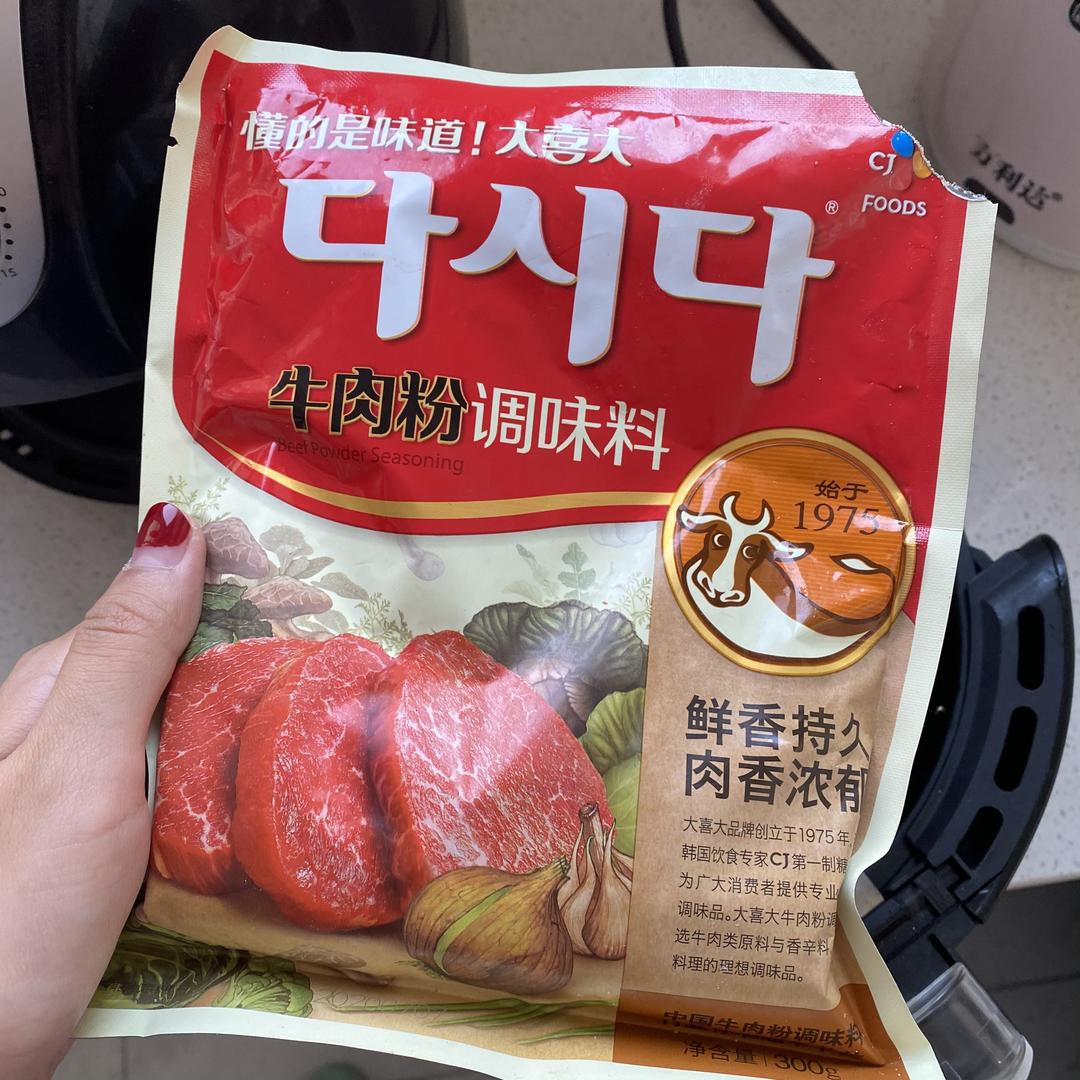 懂的是味道！大喜大
CJ
FOODS
다시다®
牛肉粉调味料
Beef Powder Seasoning
始于
1975
鲜香持久
肉香浓郁
大喜大品牌创立于1975年,
韩国饮食专家CJ第一制糖
为广大消费者提供专业
调味品。大喜大牛肉粉调
选牛肉类原料与香辛料
料理的理想调味品。
中国牛肉粉调味料
净含量|300g
万利达®
15